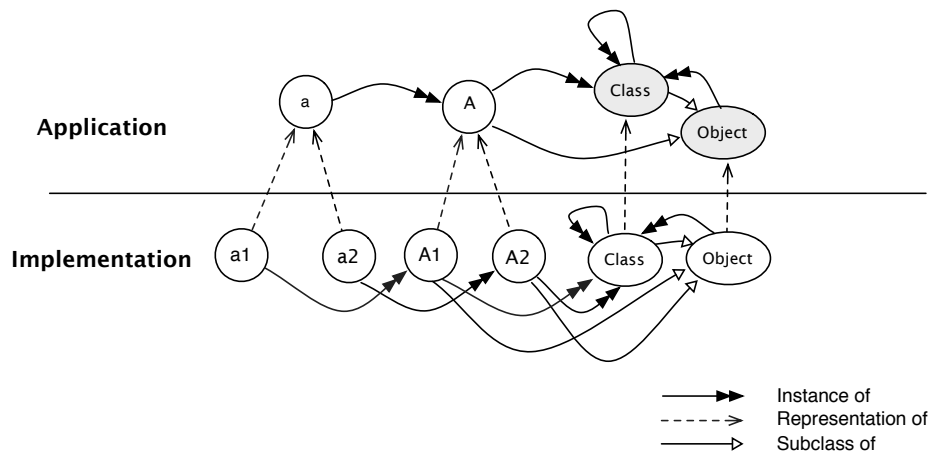 a
A
Class
Object
Application
Implementation
a1
a2
A1
A2
Class
Object
Instance of
Representation of
Subclass of